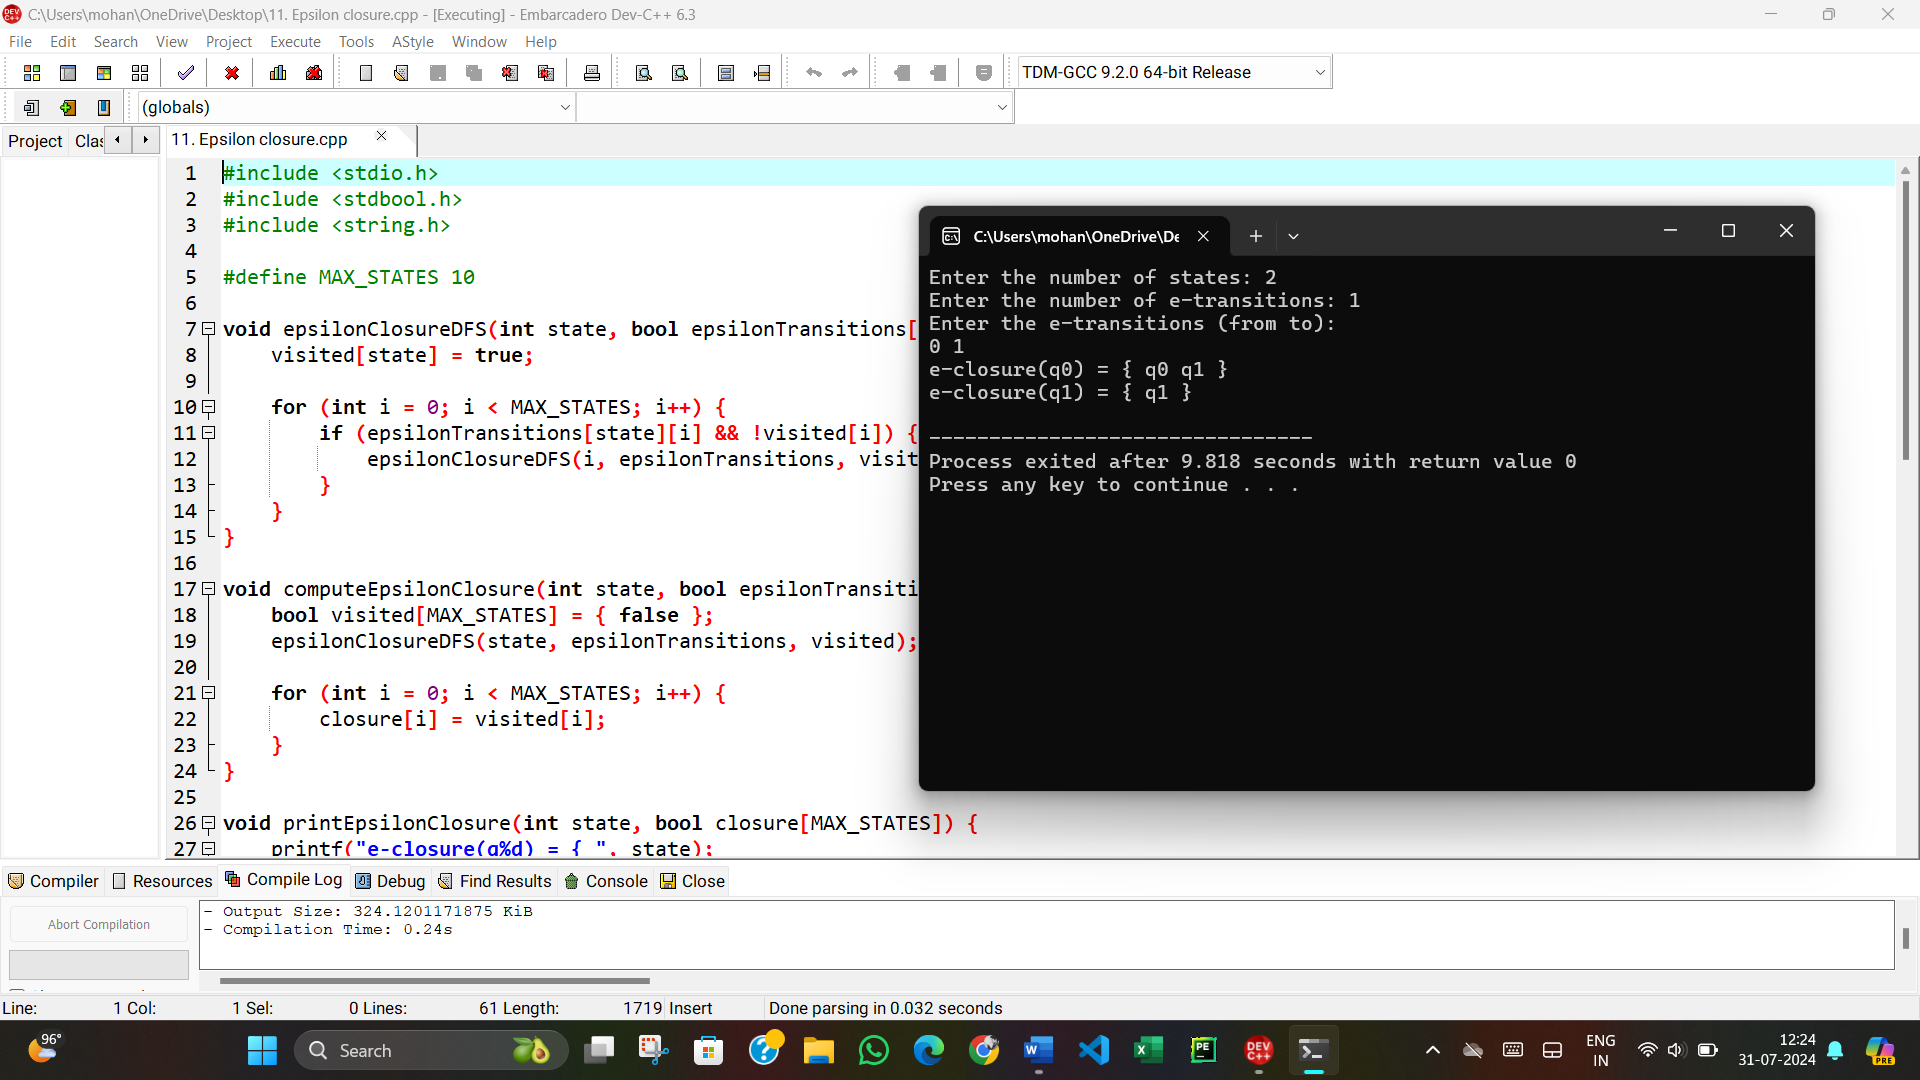 C:\Users\mohan\OneDrive\Desktop\11. Epsilon closure.cpp - [Executing] - Embarcadero Dev-C++ 6.3
File Edit Search View Project Execute Tools AStyle Window Help
TDM-GCC 9.2.0 64-bit Release
(globals)
Project Clas
11. Epsilon closure.cpp
1 #include <stdio.h>
2 #include <stdbool.h>
3 #include <string.h>
4
5 #define MAX_STATES 10
6
7 void epsilonClosureDFS(int state, bool epsilonTransitions[
8 visited[state] = true;
9
10 for (int i = 0; i < MAX_STATES; i++) {
11 if (epsilonTransitions[state][i] && !visited[i]) {
12 epsilonClosureDFS(i, epsilonTransitions, visit
13 }
14 }
15 }
16
17 void computeEpsilonClosure(int state, bool epsilonTransiti
18 bool visited[MAX_STATES] = { false };
19 epsilonClosureDFS(state, epsilonTransitions, visited);
20
21 for (int i = 0; i < MAX_STATES; i++) {
22 closure[i] = visited[i];
23 }
24 }
25
26 void printEpsilonClosure(int state, bool closure[MAX_STATES]) {
27 printf("e-closure(q%d) = { ", state);
C:\Users\mohan\OneDrive\De
Enter the number of states: 2
Enter the number of e-transitions: 1
Enter the e-transitions (from to):
0 1
e-closure(q0) = { q0 q1 }
e-closure(q1) = { q1 }
--------------------------------
Process exited after 9.818 seconds with return value 0
Press any key to continue . . .
Compiler Resources Compile Log Debug Find Results Console Close
Abort Compilation
- Output Size: 324.1201171875 KiB
- Compilation Time: 0.24s
Line: 1 Col: 1 Sel: 0 Lines: 61 Length: 1719 Insert Done parsing in 0.032 seconds
96°
Search
ENG
IN
12:24
31-07-2024